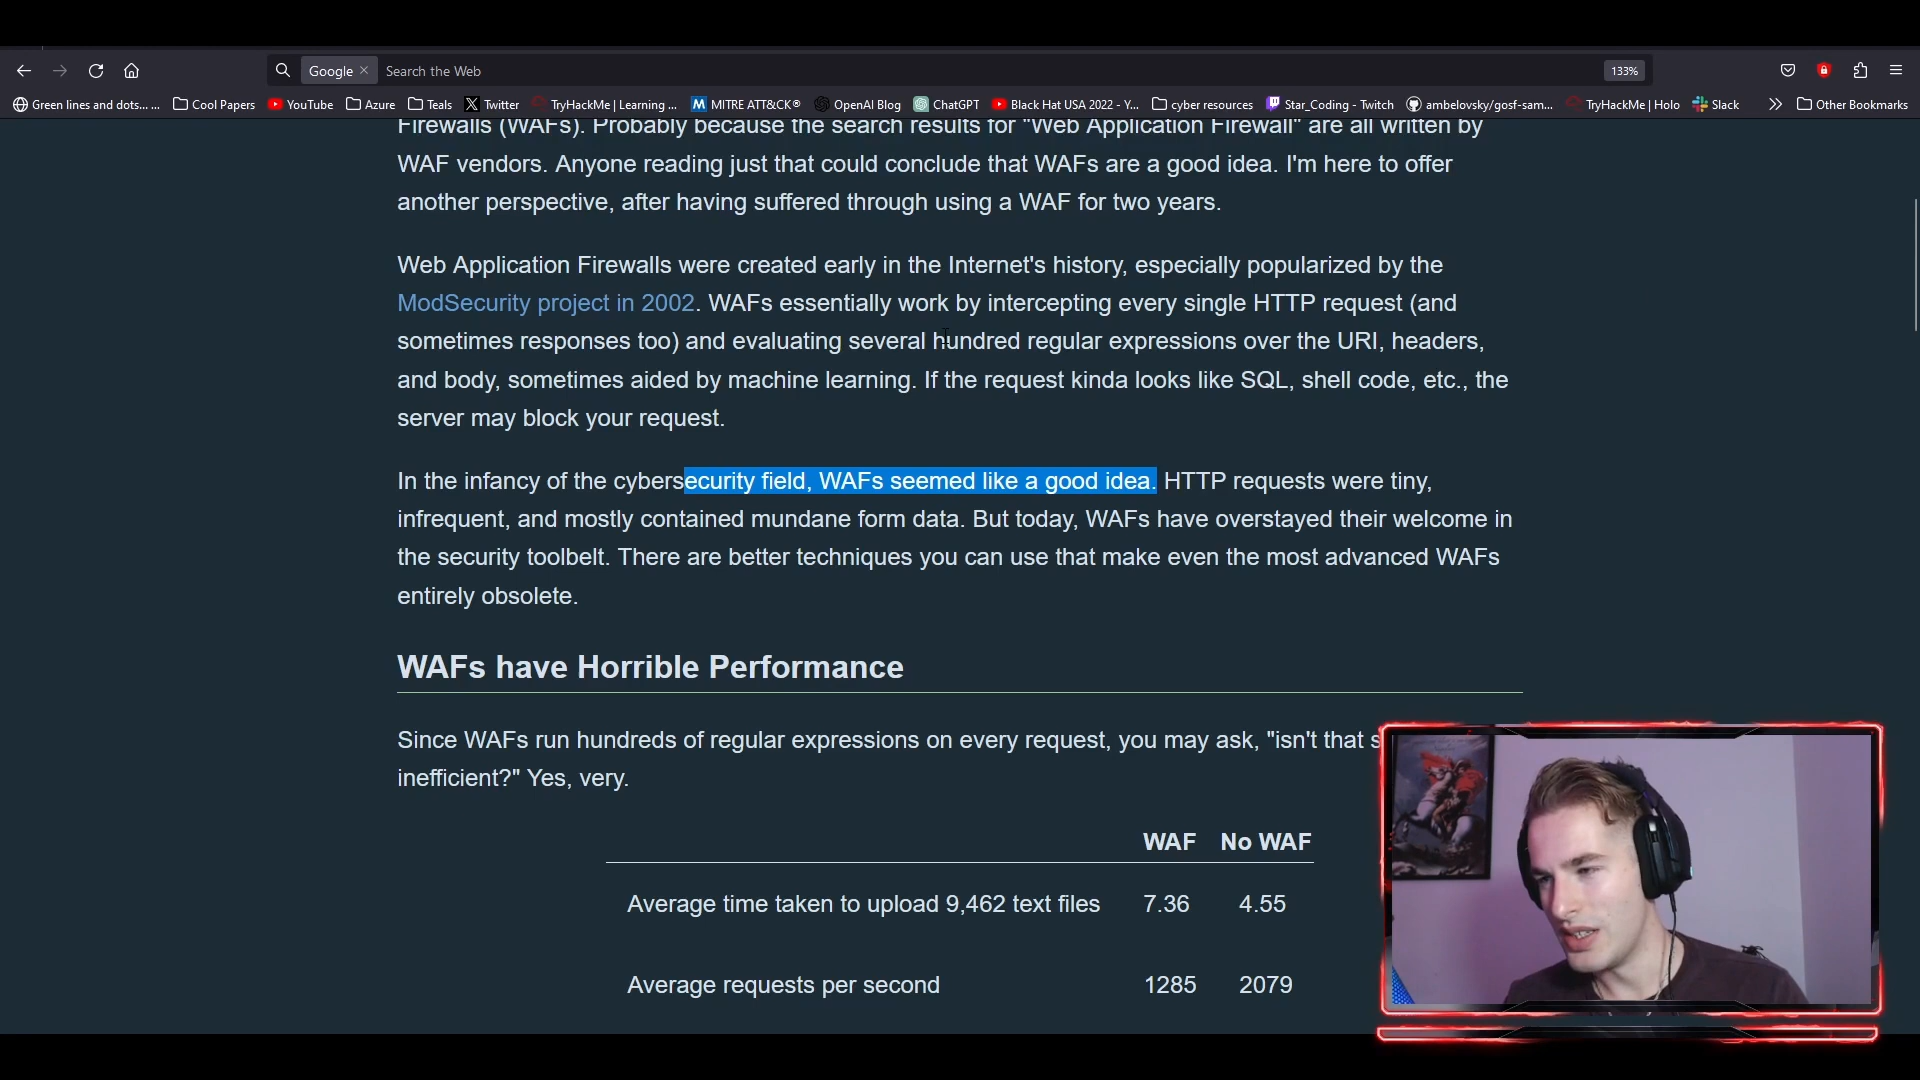 Google
Search the Web
133%
Green lines and dots... ...
Cool Papers
YouTube
Azure
Teals
Twitter
TryHackMe | Learning ...
MITRE ATT&CK®
OpenAI Blog
ChatGPT
Black Hat USA 2022 - Y...
cyber resources
Star_Coding - Twitch
ambelovsky/gosf-sam...
TryHackMe | Holo
Slack
Other Bookmarks
Firewalls (WAFs). Probably because the search results for "Web Application Firewall" are all written by
WAF vendors. Anyone reading just that could conclude that WAFs are a good idea. I'm here to offer
another perspective, after having suffered through using a WAF for two years.
Web Application Firewalls were created early in the Internet's history, especially popularized by the
ModSecurity project in 2002. WAFs essentially work by intercepting every single HTTP request (and
sometimes responses too) and evaluating several hundred regular expressions over the URI, headers,
and body, sometimes aided by machine learning. If the request kinda looks like SQL, shell code, etc., the
server may block your request.
In the infancy of the cybersecurity field, WAFs seemed like a good idea. HTTP requests were tiny,
infrequent, and mostly contained mundane form data. But today, WAFs have overstayed their welcome in
the security toolbelt. There are better techniques you can use that make even the most advanced WAFs
entirely obsolete.
WAFs have Horrible Performance
Since WAFs run hundreds of regular expressions on every request, you may ask, "isn't that s
inefficient?" Yes, very.
WAF No WAF
Average time taken to upload 9,462 text files 7.36 4.55
Average requests per second 1285 2079